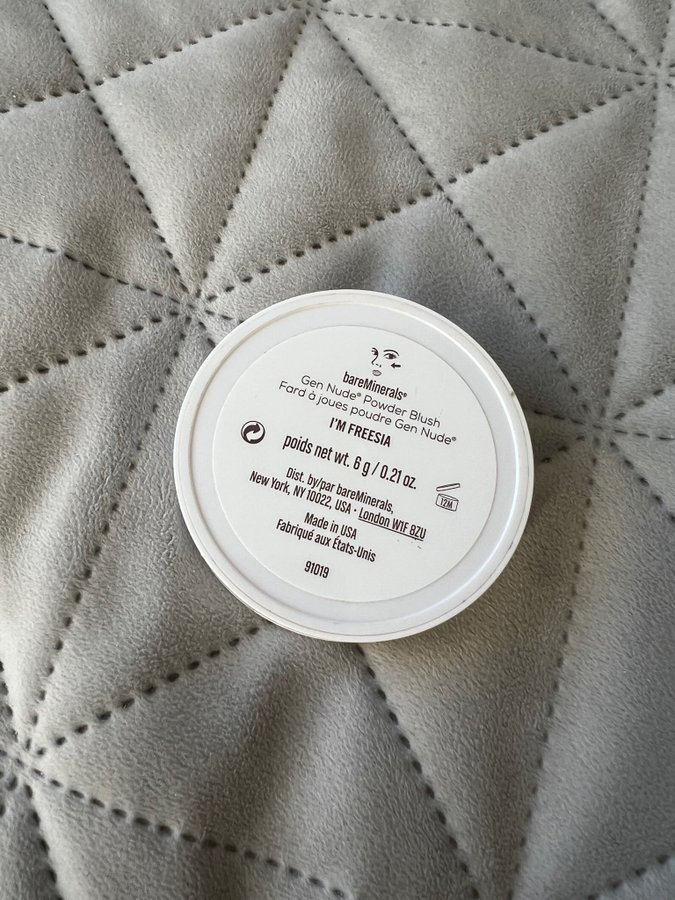 bareMinerals®
Gen Nude® Powder Blush
Fard à joues poudre Gen Nude®
I'M FREESIA
poids net wt. 6 g / 0.21 oz.
12M
Dist. by/par bareMinerals,
New York, NY 10022, USA • London W1F 8ZU
Made in USA
Fabriqué aux États-Unis
91019